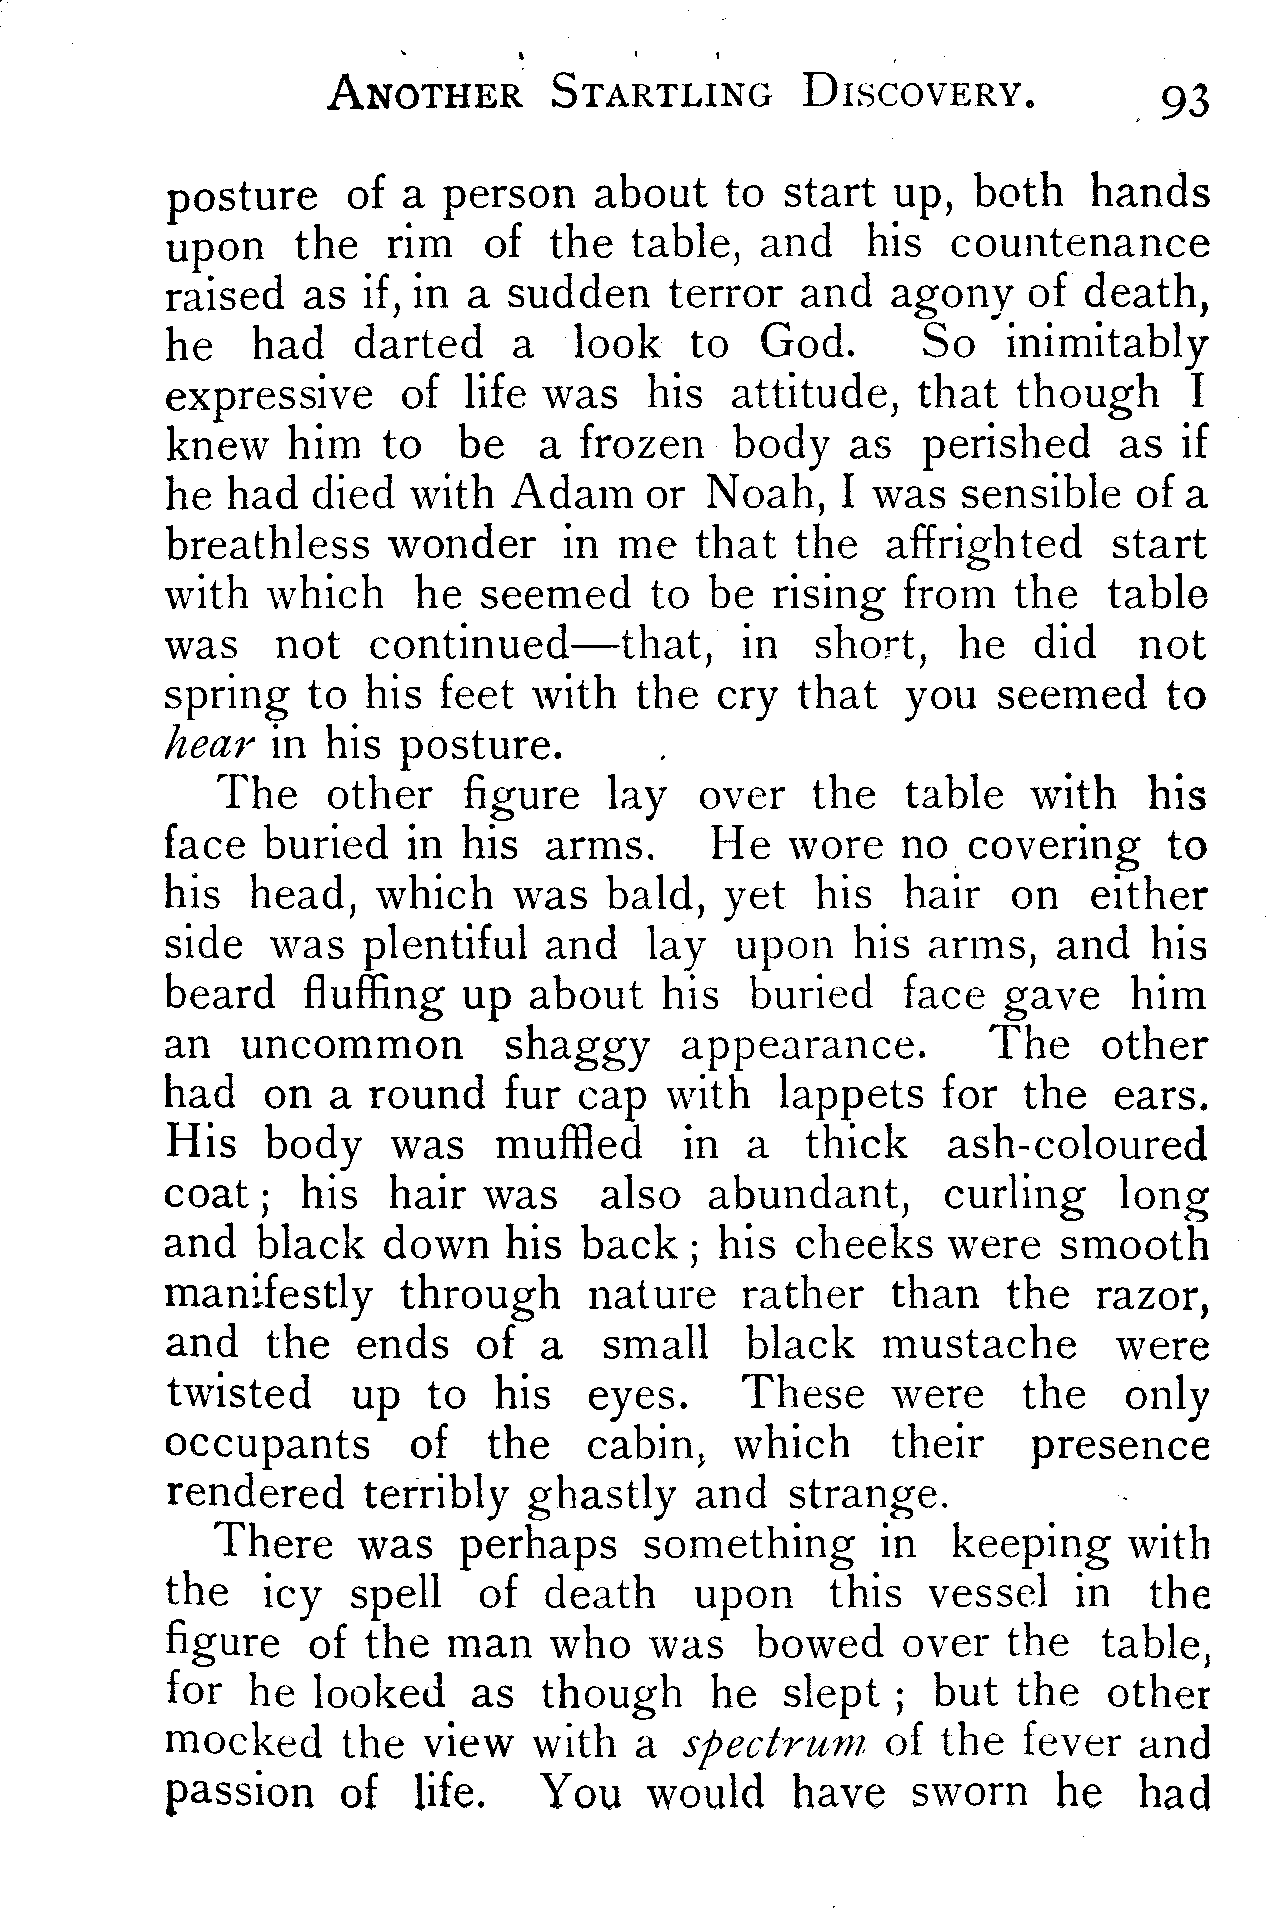 ANOTHER STARTLING DISCOVERY. 93
posture of a person about to start up, both hands
upon the rim of the table, and his countenance
raised as if, in a sudden terror and agony of death,
he had darted a look to God. So inimitably
expressive of life was his attitude, that though I
knew him to be a frozen body as perished as if
he had died with Adam or Noah, I was sensible of a
breathless wonder in me that the affrighted start
with which he seemed to be rising from the table
was not continued—that, in short, he did not
spring to his feet with the cry that you seemed to
hear in his posture.
The other figure lay over the table with his
face buried in his arms. He wore no covering to
his head, which was bald, yet his hair on either
side was plentiful and lay upon his arms, and his
beard fluffing up about his buried face gave him
an uncommon shaggy appearance. The other
had on a round fur cap with lappets for the ears.
His body was muffled in a thick ash-coloured
coat ; his hair was also abundant, curling long
and black down his back ; his cheeks were smooth
manifestly through nature rather than the razor,
and the ends of a small black mustache were
twisted up to his eyes. These were the only
occupants of the cabin, which their presence
rendered terribly ghastly and strange.
There was perhaps something in keeping with
the icy spell of death upon this vessel in the
figure of the man who was bowed over the table,
for he looked as though he slept ; but the other
mocked the view with a spectrum of the fever and
passion of life. You would have sworn he had